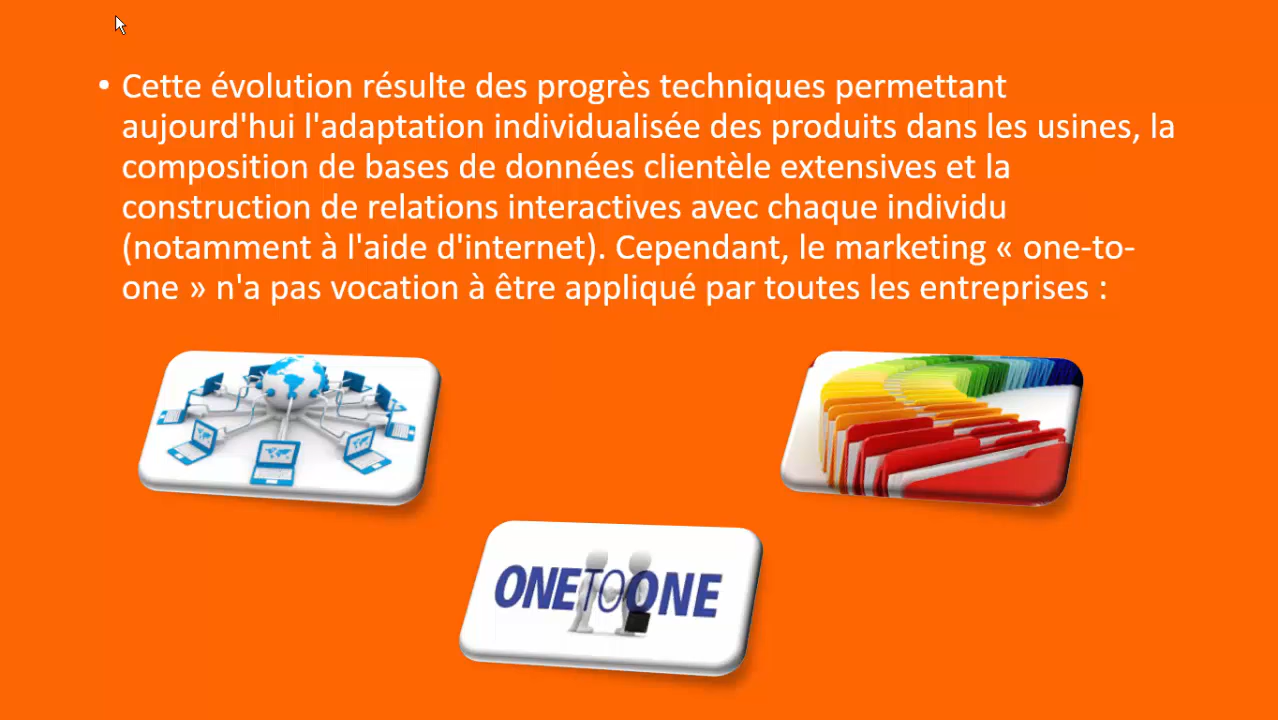 • Cette évolution résulte des progrès techniques permettant
aujourd'hui l'adaptation individualisée des produits dans les usines, la
composition de bases de données clientèle extensives et la
construction de relations interactives avec chaque individu
(notamment à l'aide d'internet). Cependant, le marketing « one-to-
one » n'a pas vocation à être appliqué par toutes les entreprises :
ONETOONE